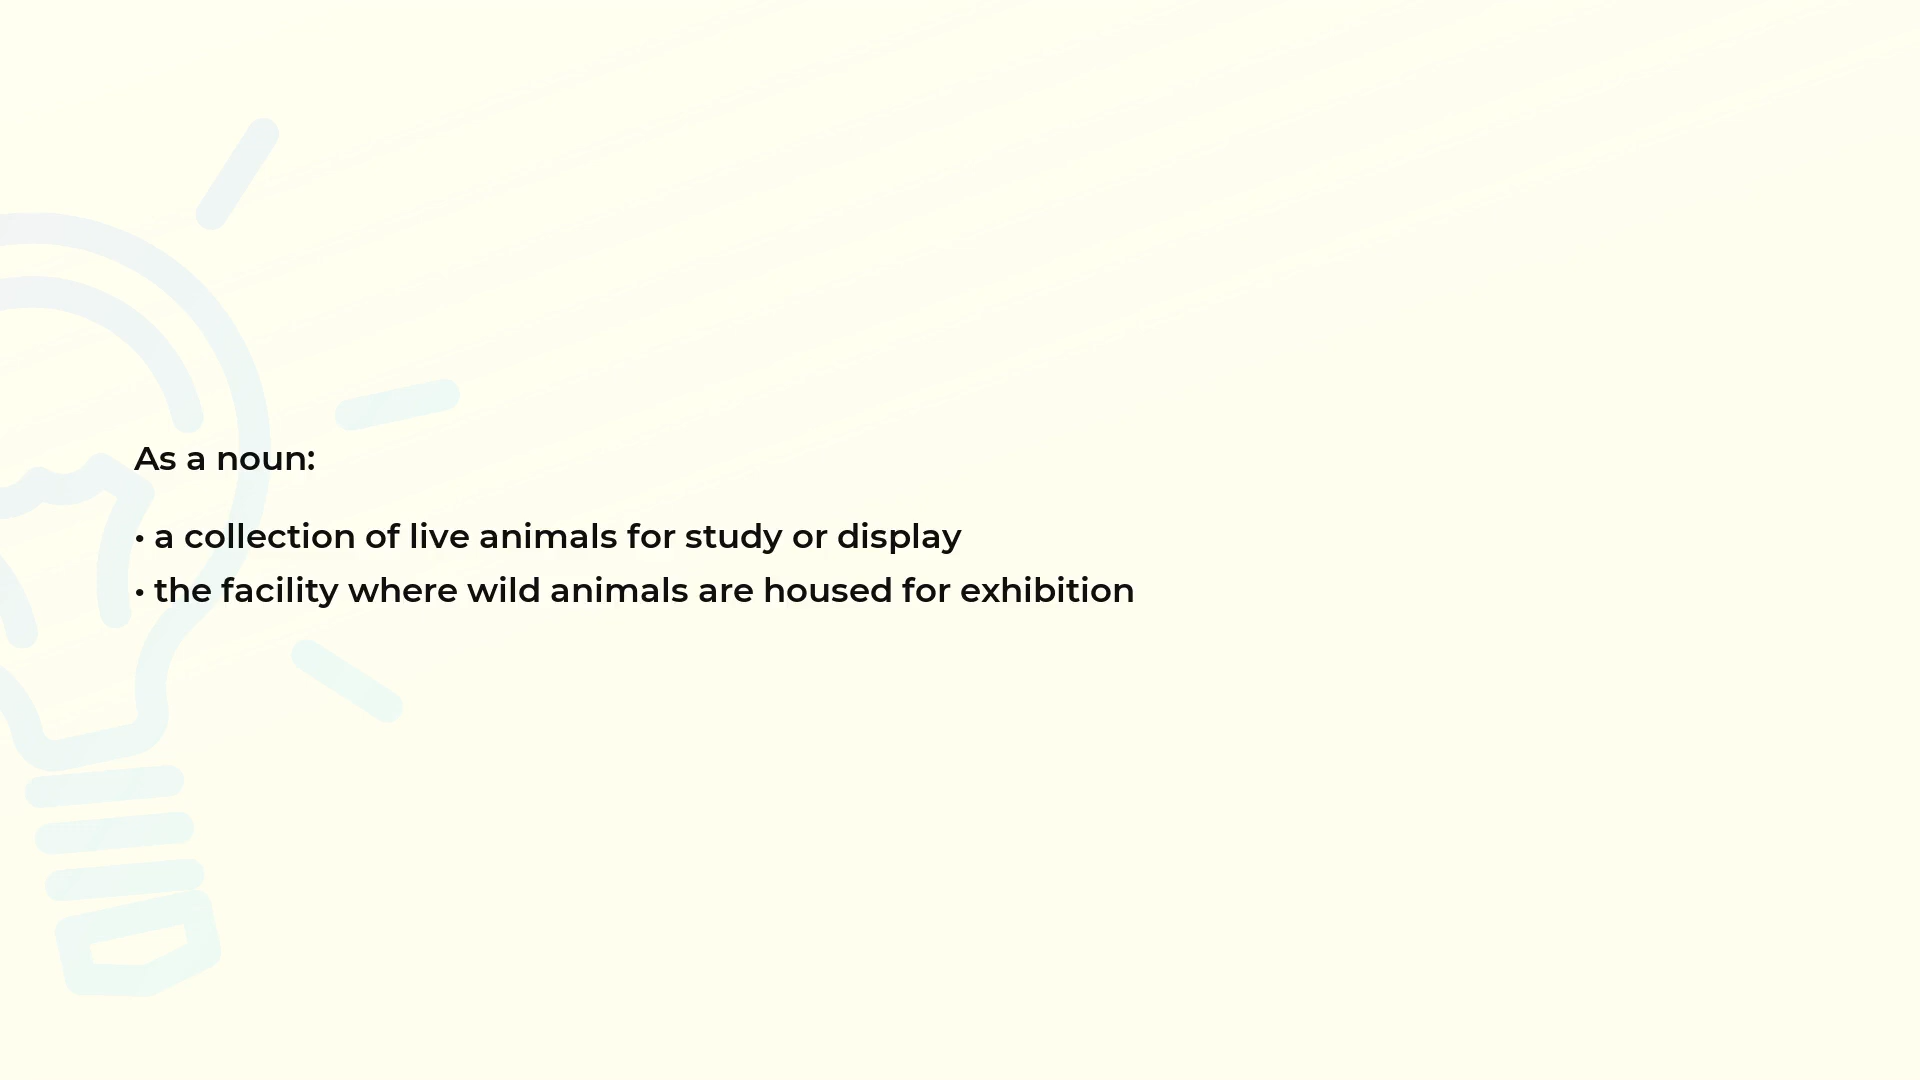 As a noun:
• a collection of live animals for study or display
• the facility where wild animals are housed for exhibition